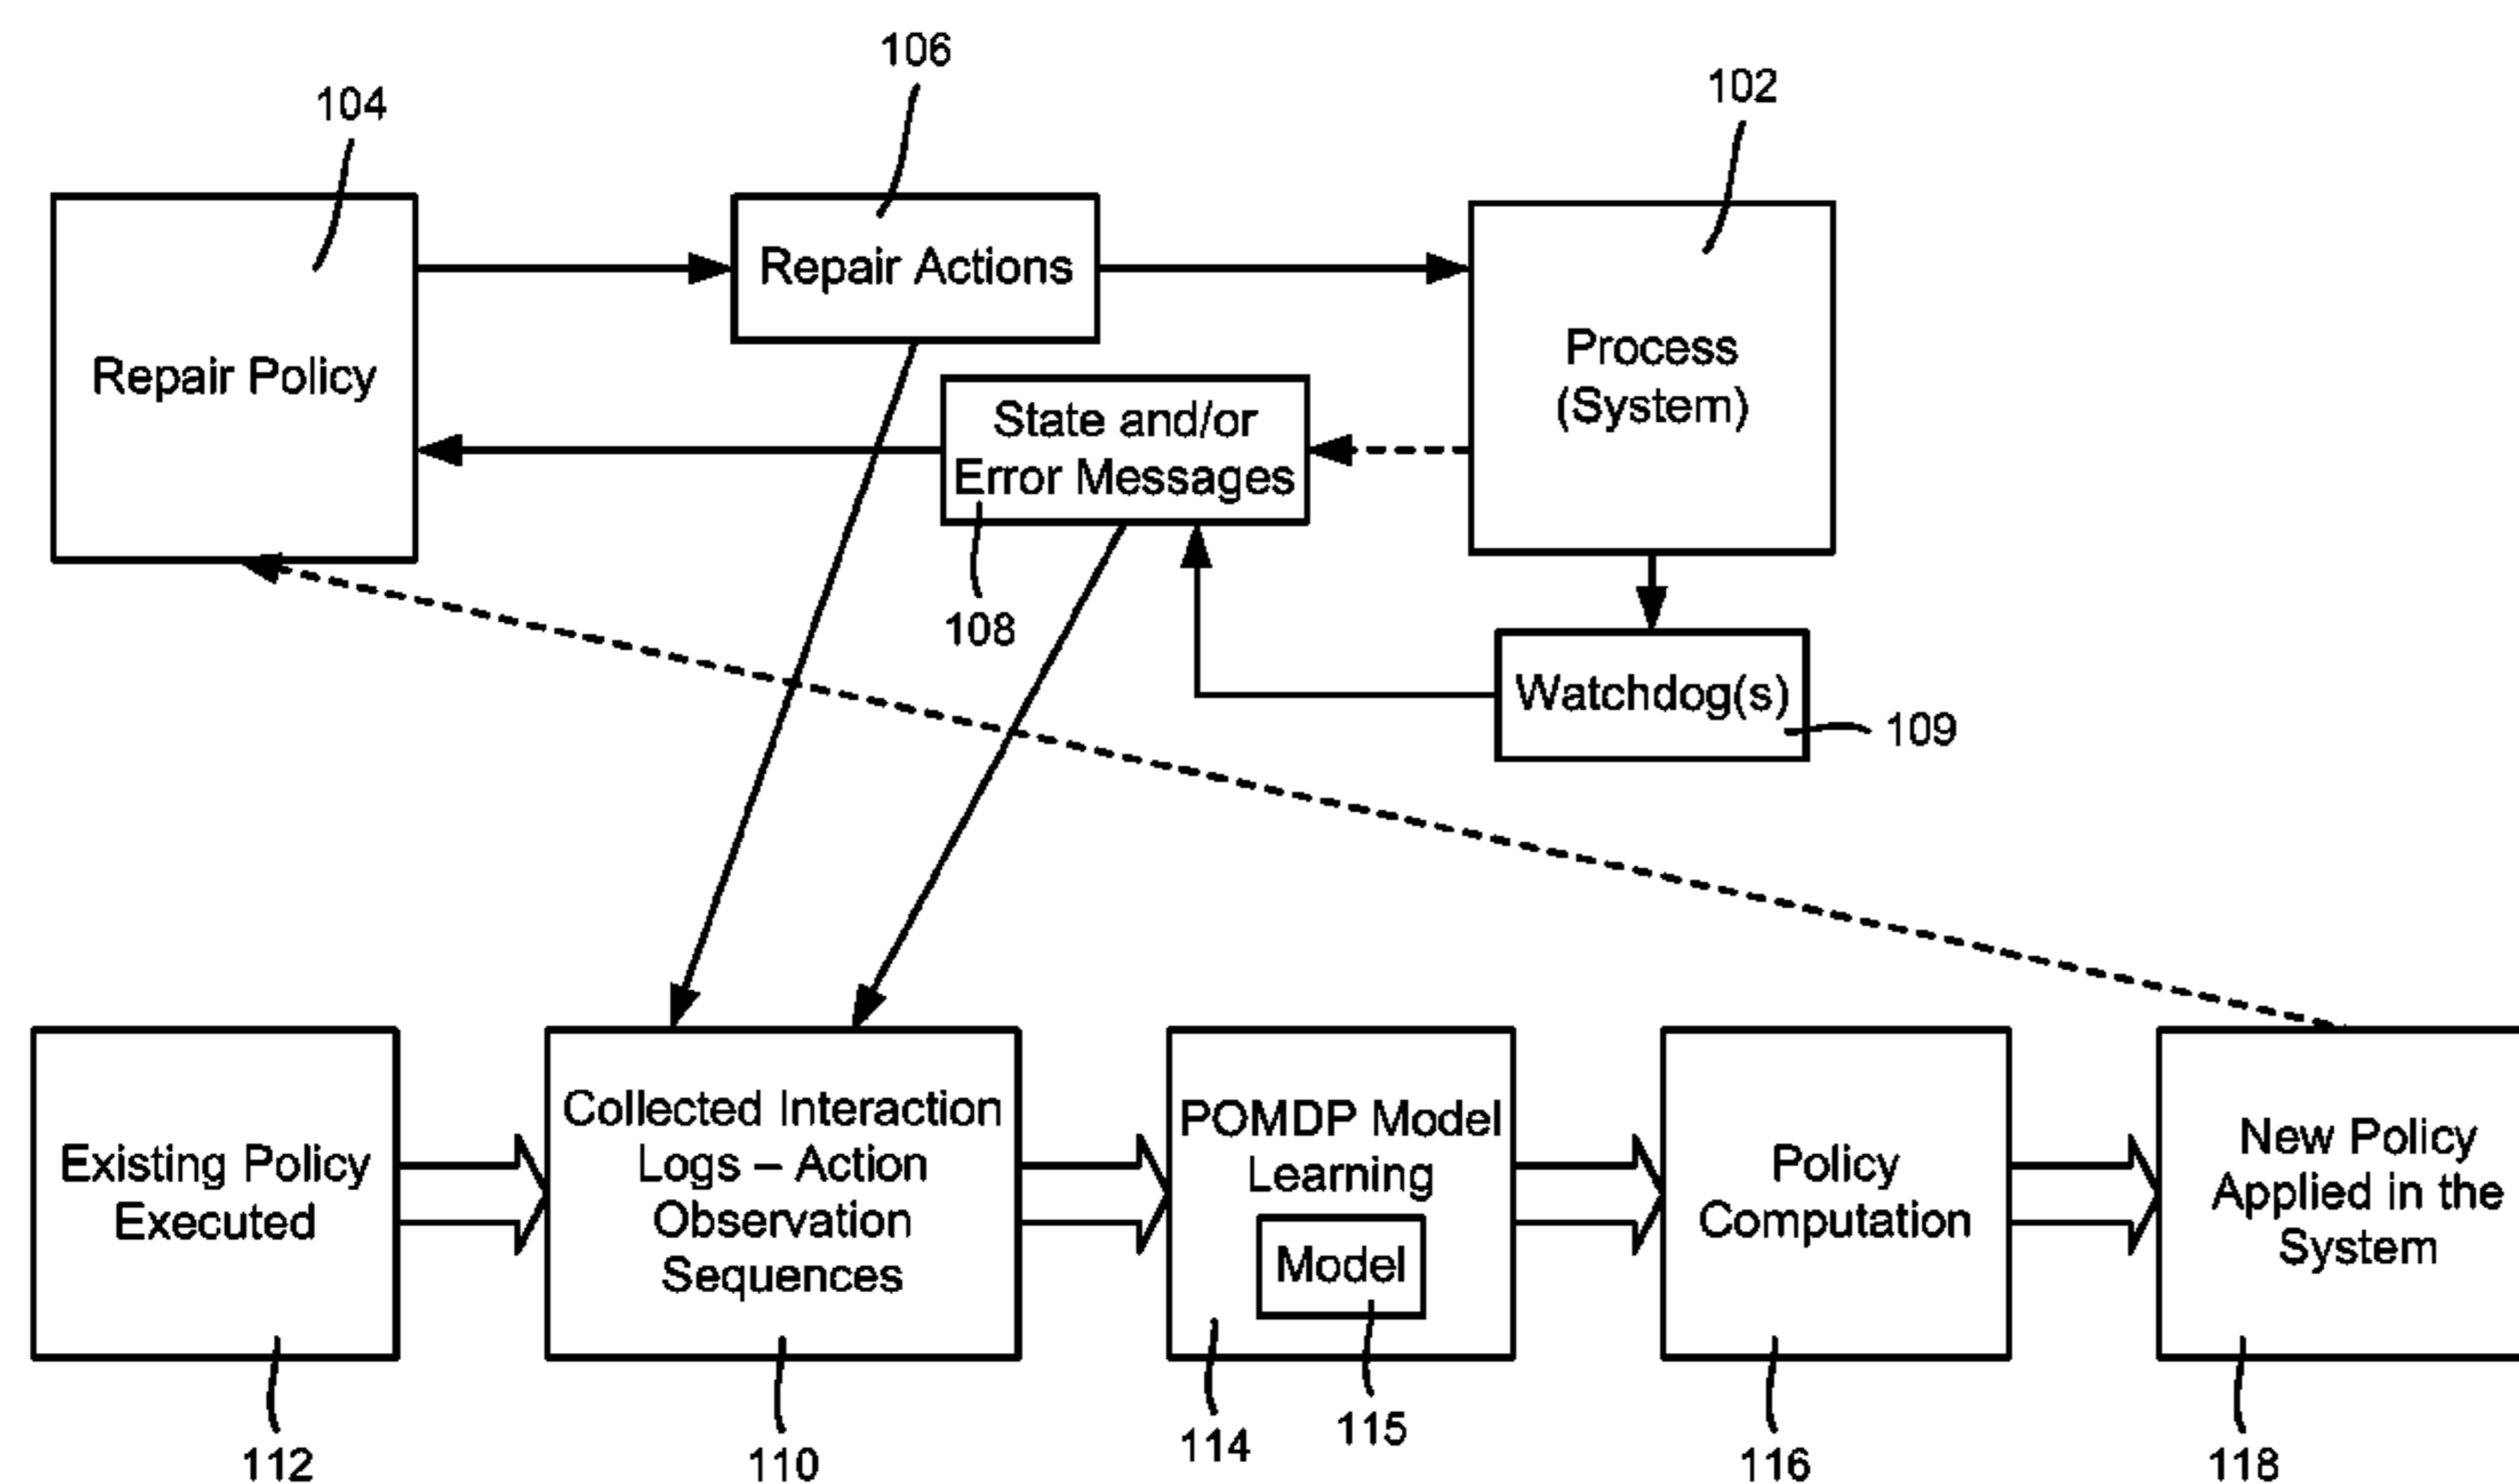 106
104
102
Repair Policy
Repair Actions
Process
(System)
State and/or
Error Messages
108
Watchdog(s)
109
Existing Policy
Executed
Collected Interaction
Logs – Action
Observation
Sequences
POMDP Model
Learning
Model
Policy
Computation
New Policy
Applied in the
System
112
110
114
115
116
118